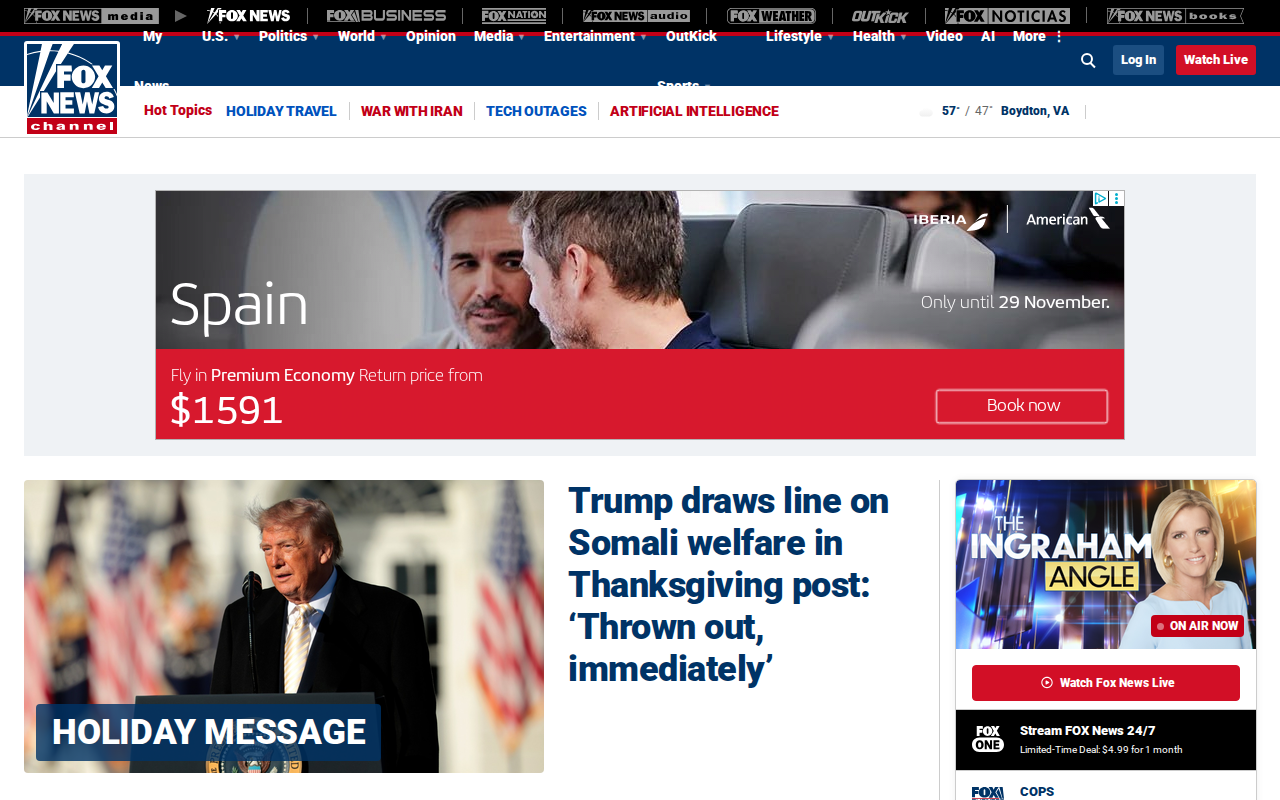 FOX NEWS media
FOX NEWS
FOX BUSINESS
FOX NATION
FOX NEWS audio
FOX WEATHER
OUTKICK
FOX NOTICIAS
FOX NEWS books
My News U.S. Politics World Opinion Media Entertainment OutKick Sports Lifestyle Health Video AI More
Log In
Watch Live
FOX
NEWS
channel
Hot Topics HOLIDAY TRAVEL WAR WITH IRAN TECH OUTAGES ARTIFICIAL INTELLIGENCE
57° / 47° Boydton, VA
IBERIA
American
Spain
Only until 29 November.
Fly in Premium Economy Return price from
$1591
Book now
HOLIDAY MESSAGE
Trump draws line on
Somali welfare in
Thanksgiving post:
‘Thrown out,
immediately’
THE
INGRAHAM
ANGLE
ON AIR NOW
Watch Fox News Live
FOX
ONE
Stream FOX News 24/7
Limited-Time Deal: $4.99 for 1 month
FOX
COPS